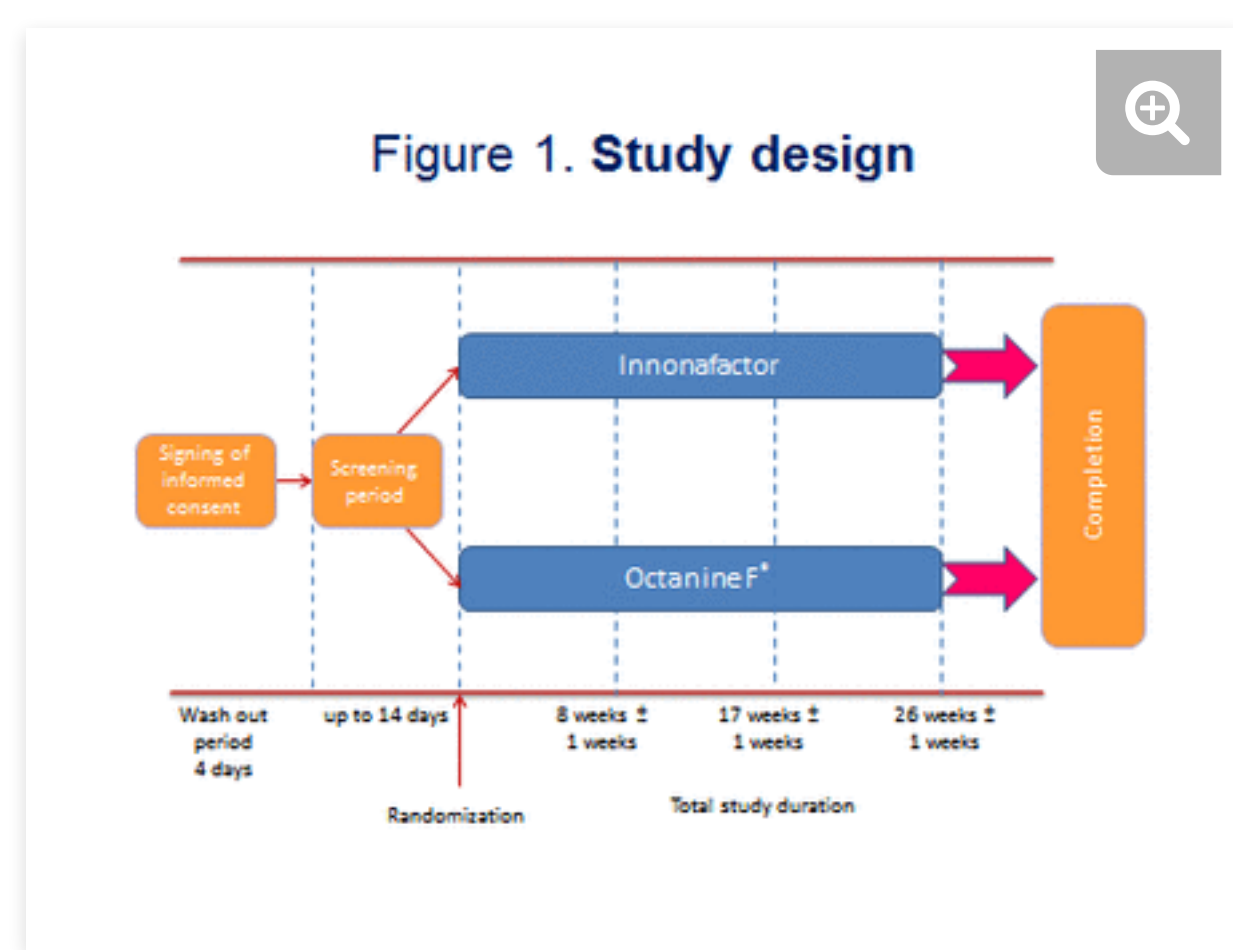 Figure 1. Study design
Innonafactor
Signing of
informed
consent
Screening
period
Octanine F*
Completion
Wash out
period
4 days
up to 14 days
8 weeks ±
1 weeks
17 weeks ±
1 weeks
26 weeks ±
1 weeks
Randomization
Total study duration